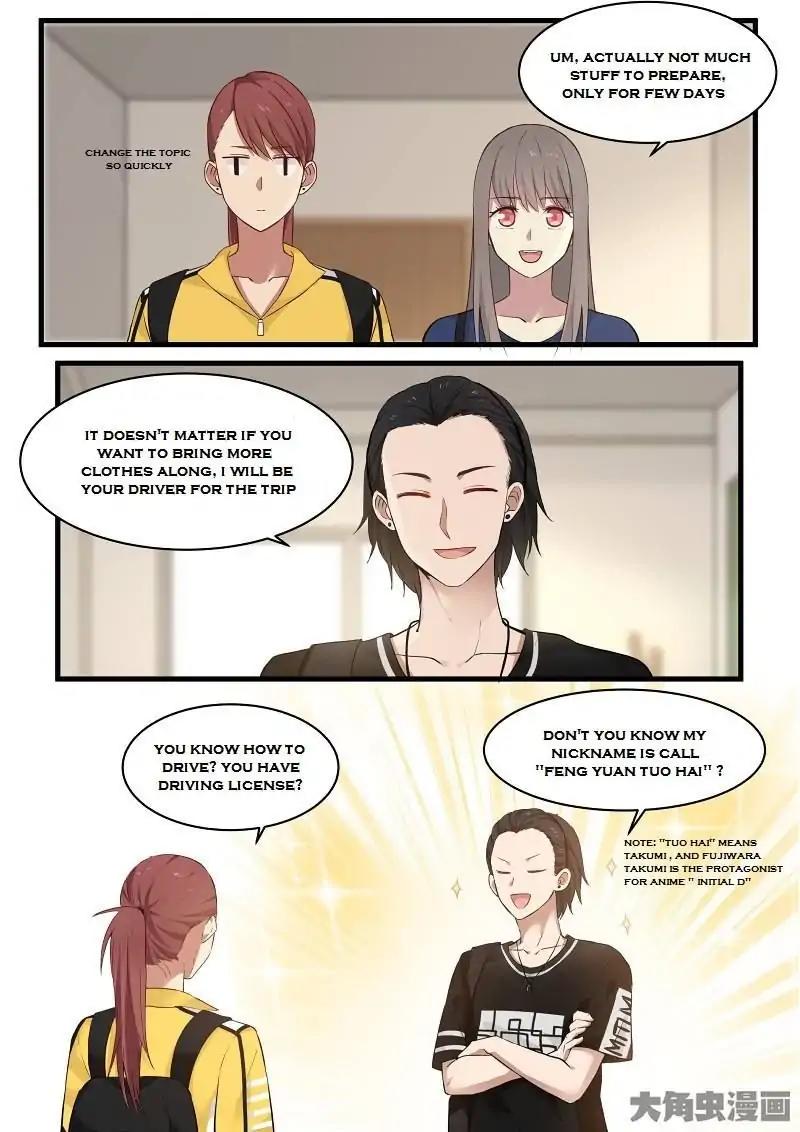 UM, ACTUALLY NOT MUCH
STUFF TO PREPARE,
ONLY FOR FEW DAYS
CHANGE THE TOPIC
SO QUICKLY
IT DOESN'T MATTER IF YOU
WANT TO BRING MORE
CLOTHES ALONG, I WILL BE
YOUR DRIVER FOR THE TRIP
YOU KNOW HOW TO
DRIVE? YOU HAVE
DRIVING LICENSE?
DON'T YOU KNOW MY
NICKNAME IS CALL
"FENG YUAN TUO HAI" ?
NOTE: "TUO HAI" MEANS
TAKUMI , AND FUJIWARA
TAKUMI IS THE PROTAGONIST
FOR ANIME " INITIAL D"
MITLM
大角虫漫画